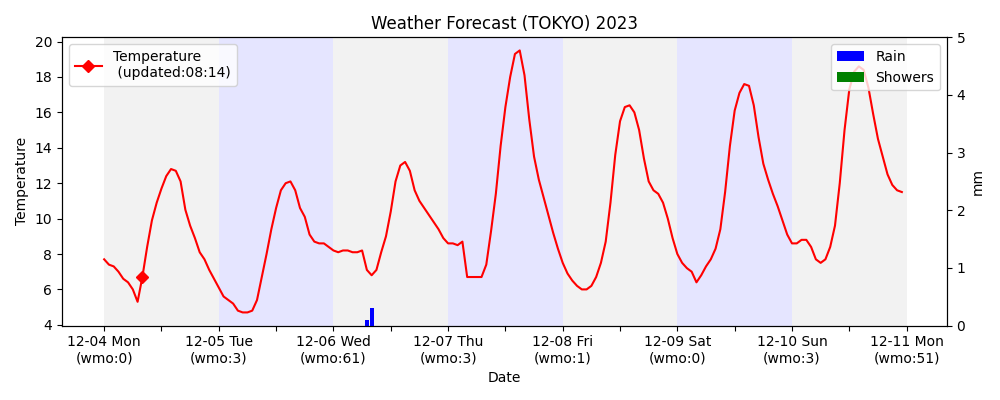 Weather Forecast (TOKYO) 2023
Temperature
(updated:08:14)
Rain
Showers
20
18
16
14
12
10
8
6
4
Temperature
5
4
3
2
1
0
mm
12-04 Mon
(wmo:0)
12-05 Tue
(wmo:3)
12-06 Wed
(wmo:61)
12-07 Thu
(wmo:3)
12-08 Fri
(wmo:1)
12-09 Sat
(wmo:0)
12-10 Sun
(wmo:3)
12-11 Mon
(wmo:51)
Date